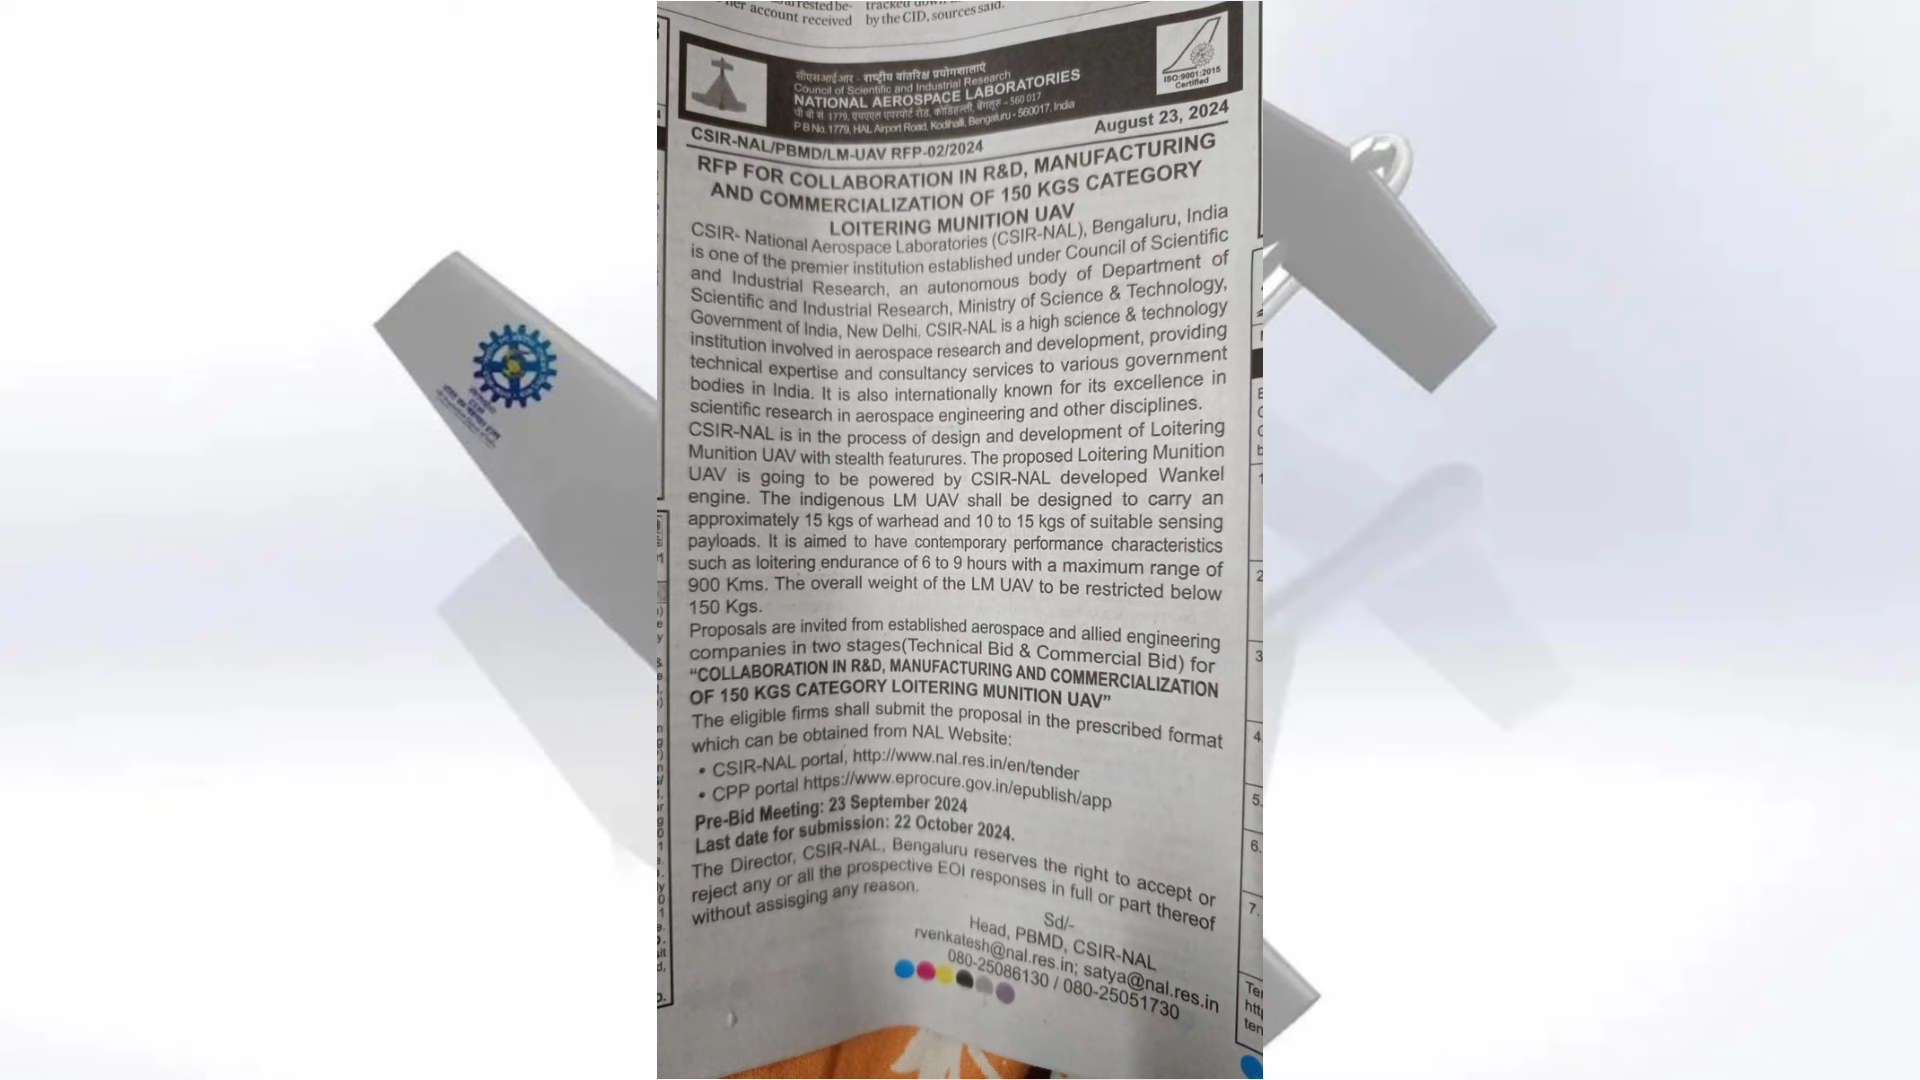 her account received by the CID, sources said.
सीएसआईआर - राष्ट्रीय वांतरिक्ष प्रयोगशालाएं
Council of Scientific and Industrial Research
NATIONAL AEROSPACE LABORATORIES
पी बी सं. 1779, एचएएल एयरपोर्ट रोड, कोडिहल्ली, बेंगलूरु - 560 017
P B No. 1779, HAL Airport Road, Kodihalli, Bengaluru - 560017. India
ISO:9001:2015
Certified
CSIR-NAL/PBMD/LM-UAV RFP-02/2024
August 23, 2024
RFP FOR COLLABORATION IN R&D, MANUFACTURING
AND COMMERCIALIZATION OF 150 KGS CATEGORY
LOITERING MUNITION UAV
CSIR- National Aerospace Laboratories (CSIR-NAL), Bengaluru, India
is one of the premier institution established under Council of Scientific
and Industrial Research, an autonomous body of Department of
Scientific and Industrial Research, Ministry of Science & Technology,
Government of India, New Delhi. CSIR-NAL is a high science & technology
institution involved in aerospace research and development, providing
technical expertise and consultancy services to various government
bodies in India. It is also internationally known for its excellence in
scientific research in aerospace engineering and other disciplines.
CSIR-NAL is in the process of design and development of Loitering
Munition UAV with stealth featurures. The proposed Loitering Munition
UAV is going to be powered by CSIR-NAL developed Wankel
engine. The indigenous LM UAV shall be designed to carry an
approximately 15 kgs of warhead and 10 to 15 kgs of suitable sensing
payloads. It is aimed to have contemporary performance characteristics
such as loitering endurance of 6 to 9 hours with a maximum range of
900 Kms. The overall weight of the LM UAV to be restricted below
150 Kgs.
Proposals are invited from established aerospace and allied engineering
companies in two stages(Technical Bid & Commercial Bid) for
“COLLABORATION IN R&D, MANUFACTURING AND COMMERCIALIZATION
OF 150 KGS CATEGORY LOITERING MUNITION UAV”
The eligible firms shall submit the proposal in the prescribed format
which can be obtained from NAL Website:
• CSIR-NAL portal, http://www.nal.res.in/en/tender
• CPP portal https://www.eprocure.gov.in/epublish/app
Pre-Bid Meeting: 23 September 2024
Last date for submission: 22 October 2024.
The Director, CSIR-NAL, Bengaluru reserves the right to accept or
reject any or all the prospective EOI responses in full or part thereof
without assisging any reason.
Sd/-
Head, PBMD, CSIR-NAL
rvenkatesh@nal.res.in; satya@nal.res.in
080-25086130 / 080-25051730